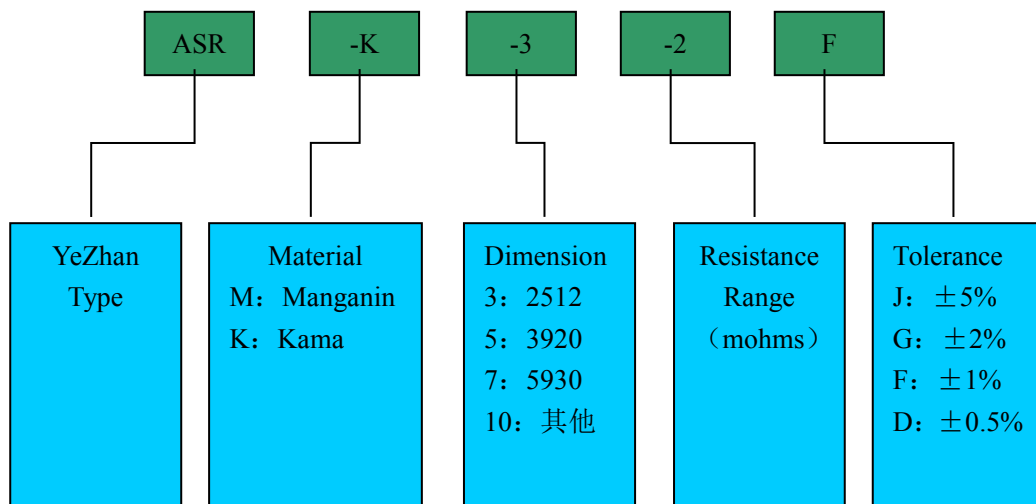 ASR
-K
-3
-2
F
YeZhan
Type
Material
M：Manganin
K：Kama
Dimension
3：2512
5：3920
7：5930
10：其他
Resistance
Range
（mohms）
Tolerance
J：±5%
G：±2%
F：±1%
D：±0.5%